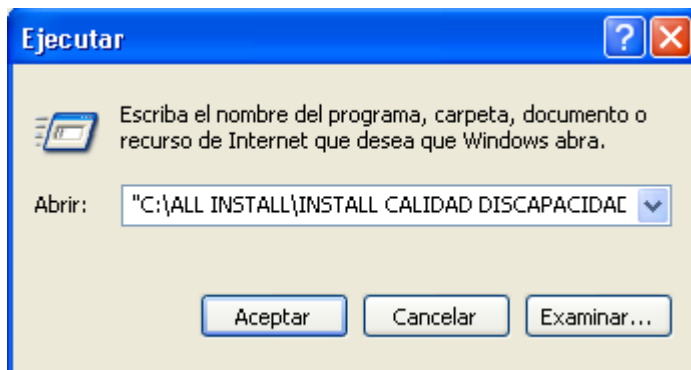 Ejecutar
Escriba el nombre del programa, carpeta, documento o
recurso de Internet que desea que Windows abra.
Abrir:
"C:\ALL INSTALL\INSTALL CALIDAD DISCAPACIDAD
Aceptar
Cancelar
Examinar...